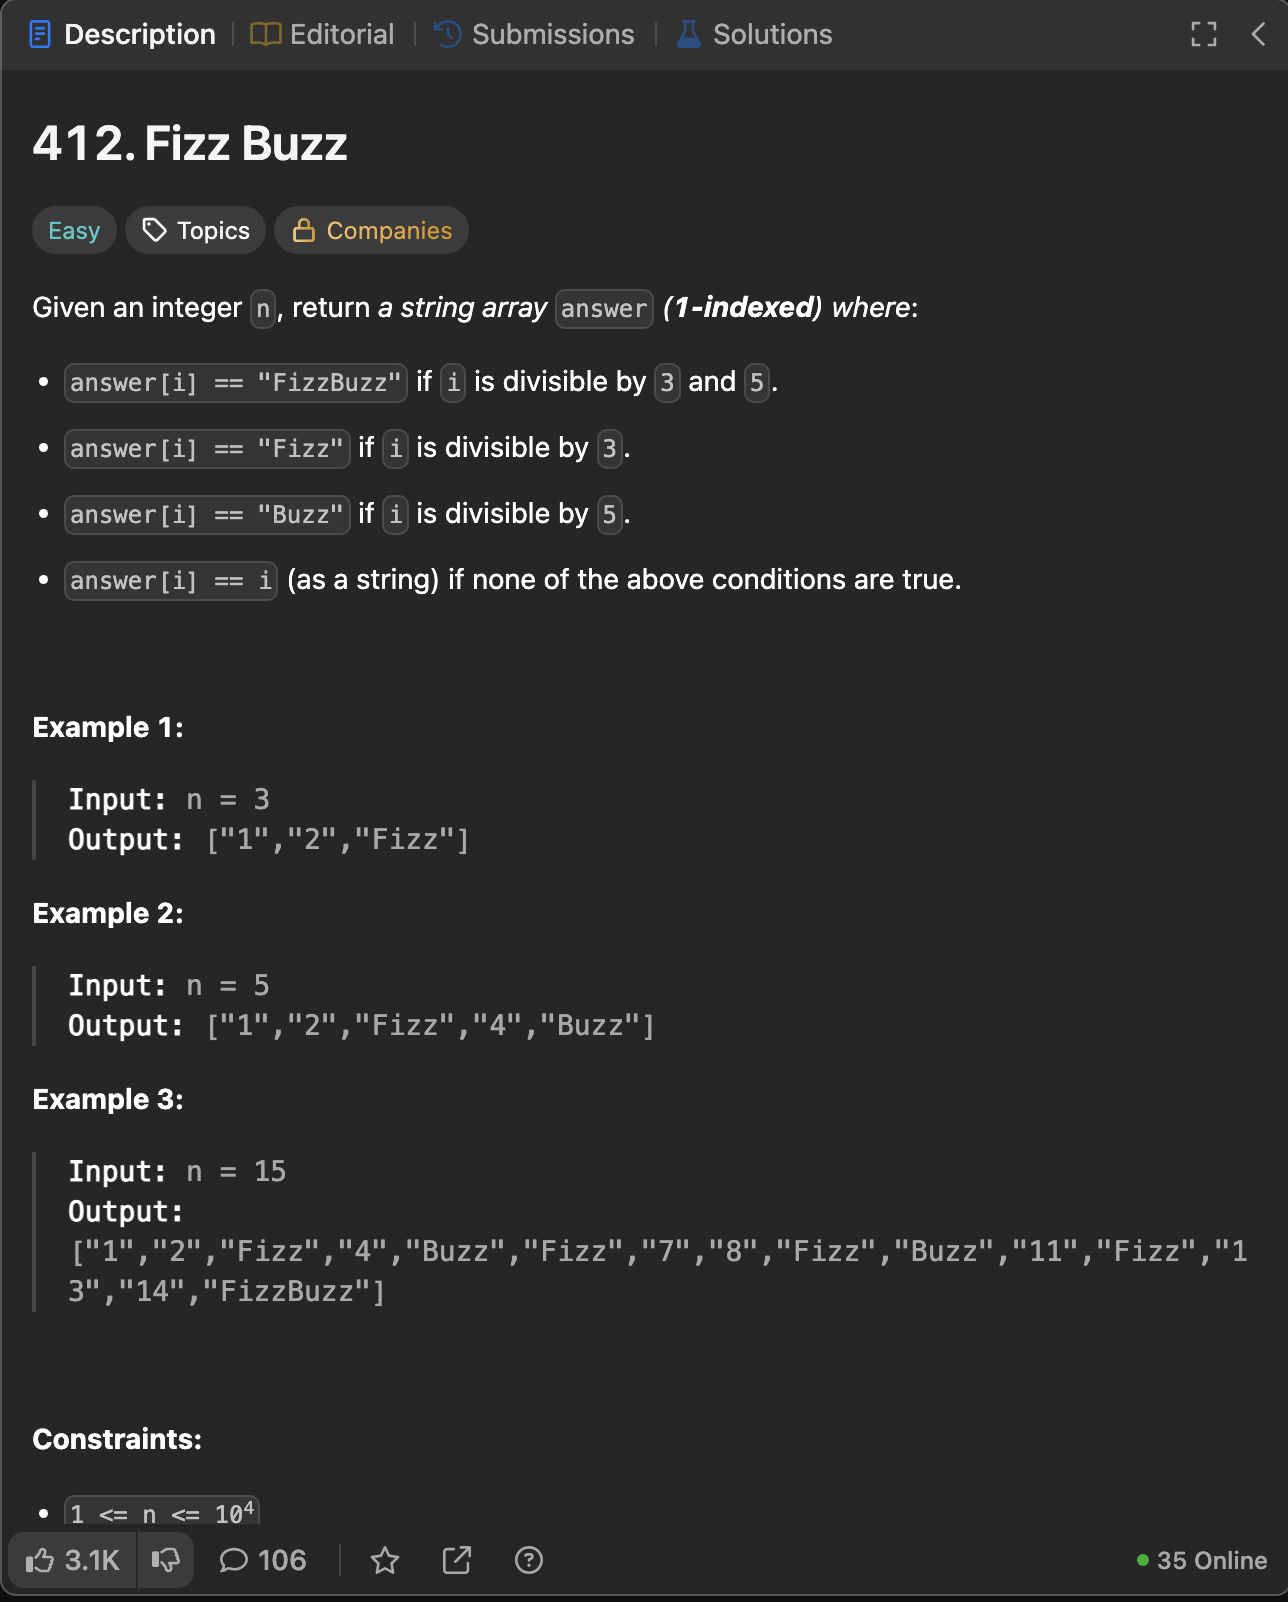 Description Editorial Submissions Solutions
412. Fizz Buzz
Easy Topics Companies
Given an integer n, return a string array answer (1-indexed) where:
• answer[i] == "FizzBuzz" if i is divisible by 3 and 5.
• answer[i] == "Fizz" if i is divisible by 3.
• answer[i] == "Buzz" if i is divisible by 5.
• answer[i] == i (as a string) if none of the above conditions are true.
Example 1:
Input: n = 3
Output: ["1","2","Fizz"]
Example 2:
Input: n = 5
Output: ["1","2","Fizz","4","Buzz"]
Example 3:
Input: n = 15
Output:
["1","2","Fizz","4","Buzz","Fizz","7","8","Fizz","Buzz","11","Fizz","1
3","14","FizzBuzz"]
Constraints:
• 1 <= n <= 10⁴
3.1K 106 35 Online